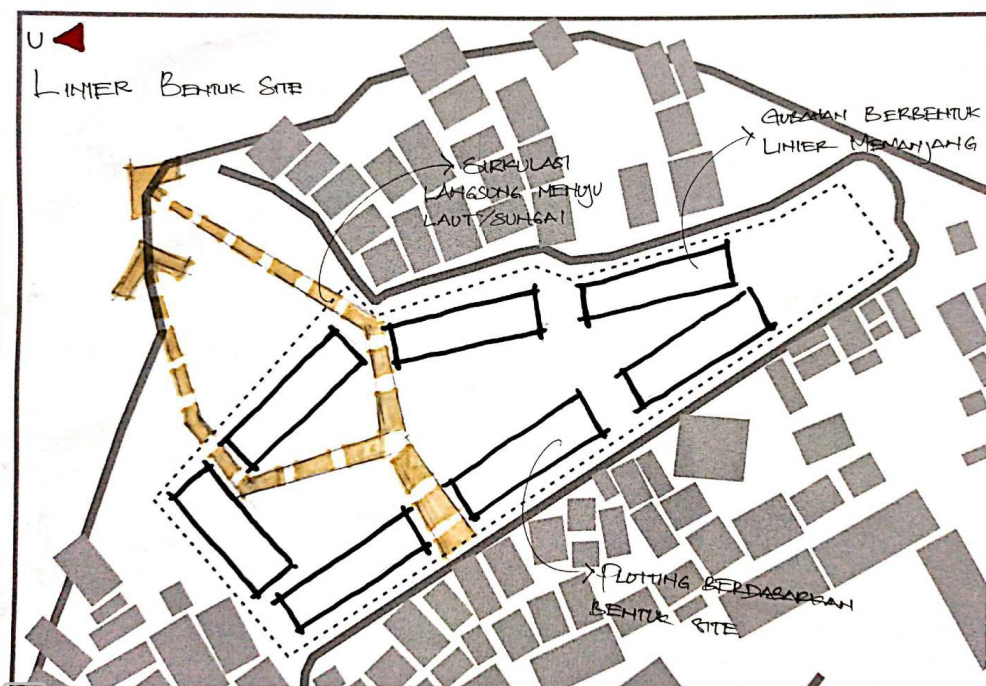 U
LINIER BENTUK SITE
GUBAHAN BERBENTUK
LINIER MEMANJANG
SIRKULASI
LANGSUNG MENUJU
LAUT/SUNGAI
PLOTTING BERDASARKAN
BENTUK SITE